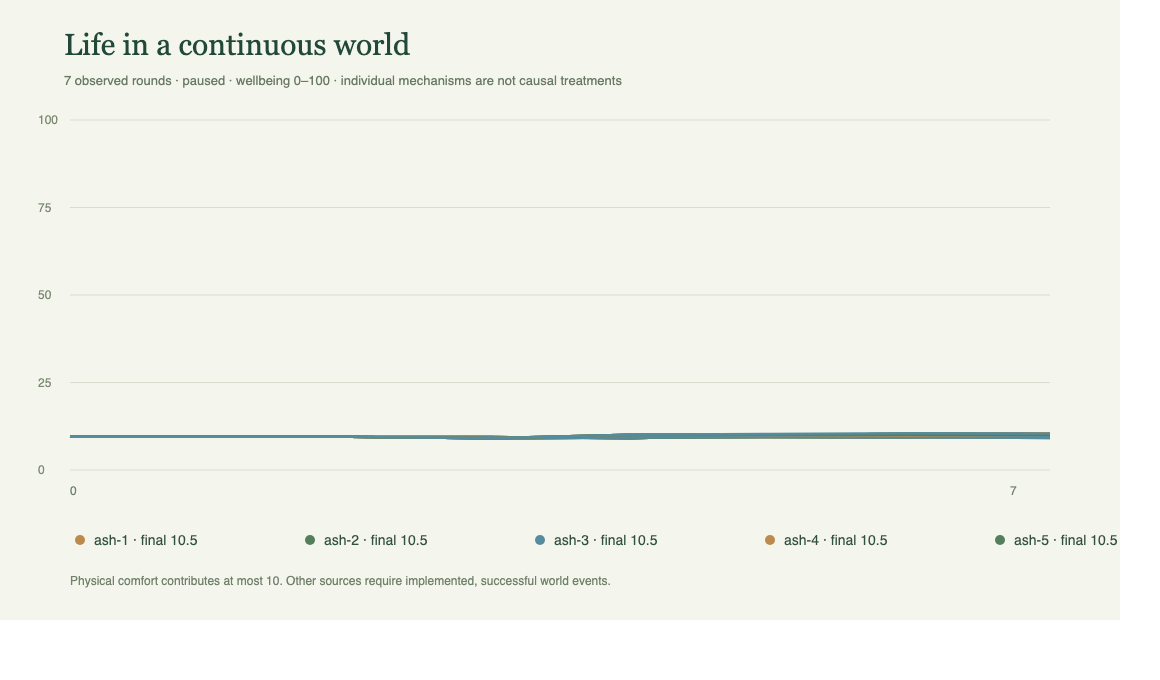 Life in a continuous world
7 observed rounds · paused · wellbeing 0–100 · individual mechanisms are not causal treatments
100
75
50
25
0
0 7
ash-1 · final 10.5 ash-2 · final 10.5 ash-3 · final 10.5 ash-4 · final 10.5 ash-5 · final 10.5
Physical comfort contributes at most 10. Other sources require implemented, successful world events.